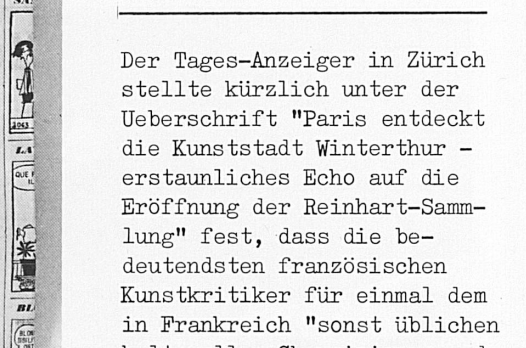 Der Tages-Anzeiger in Zürich
stellte kürzlich unter der
Ueberschrift "Paris entdeckt
die Kunststadt Winterthur -
erstaunliches Echo auf die
Eröffnung der Reinhart-Samm-
lung" fest, dass die be-
deutendsten französischen
Kunstkritiker für einmal dem
in Frankreich "sonst üblichen